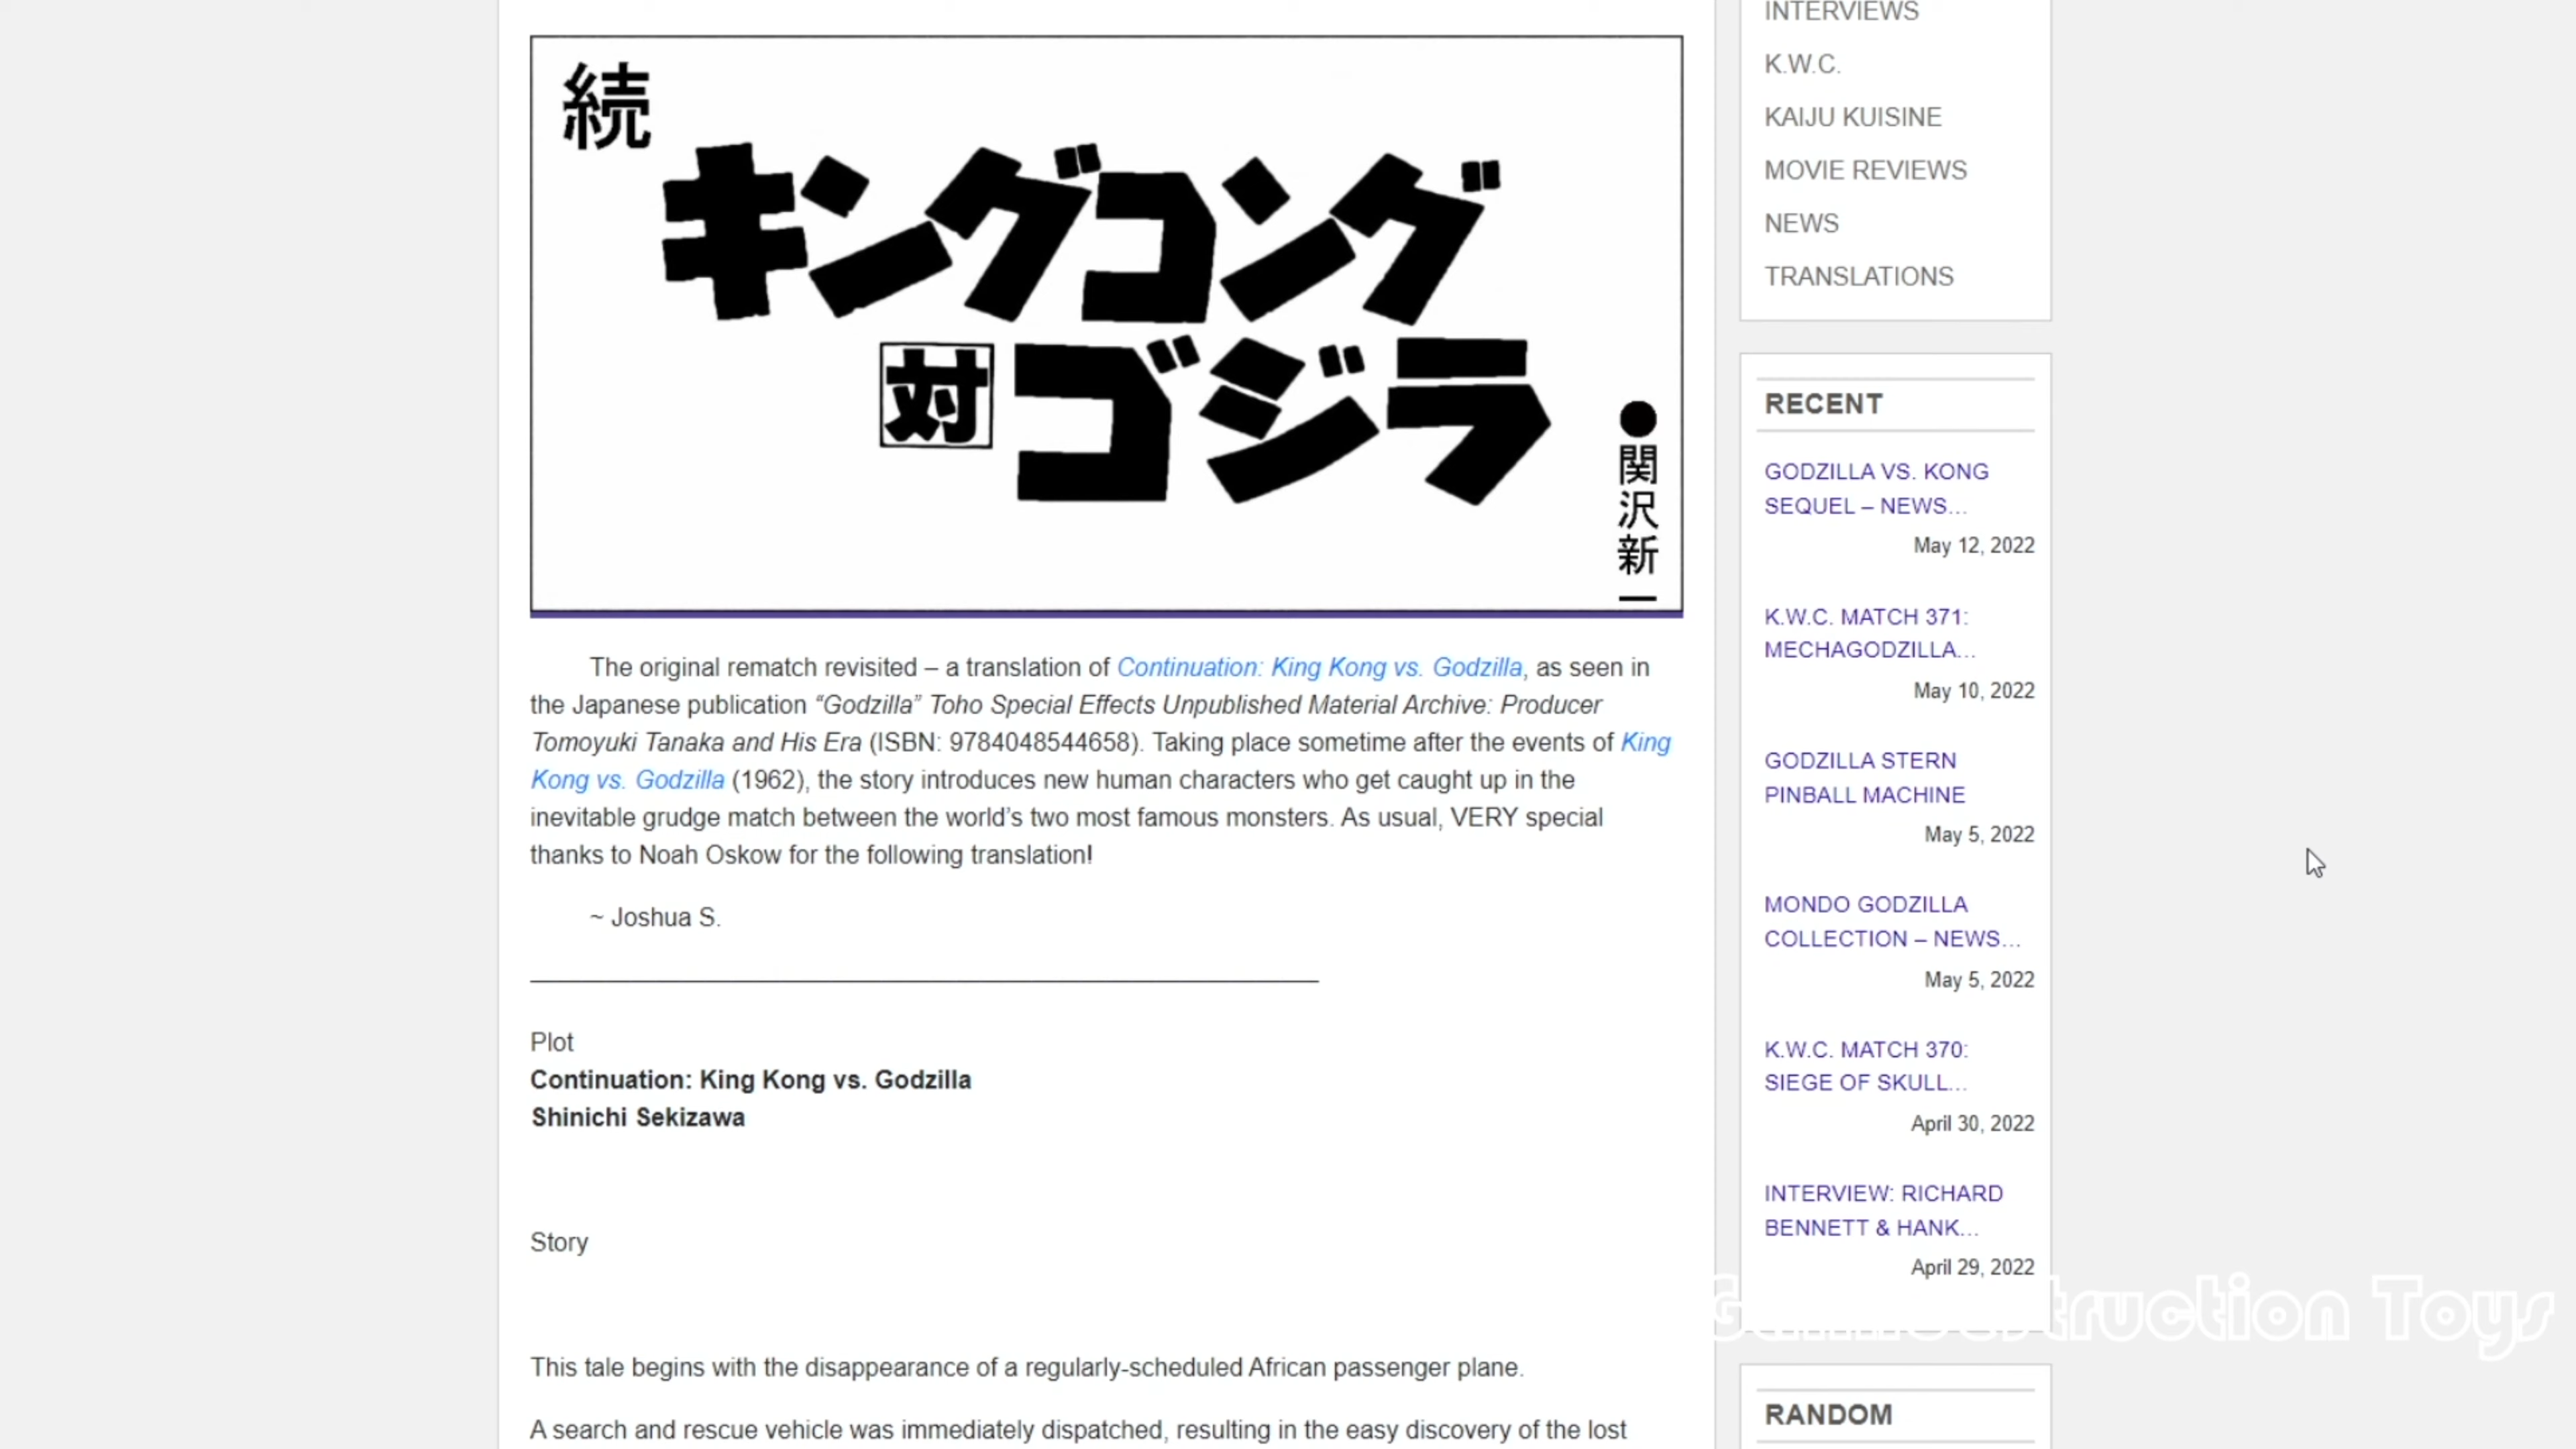 続
キングコング
対ゴジラ
●関沢新一
The original rematch revisited – a translation of Continuation: King Kong vs. Godzilla, as seen in
the Japanese publication “Godzilla” Toho Special Effects Unpublished Material Archive: Producer
Tomoyuki Tanaka and His Era (ISBN: 9784048544658). Taking place sometime after the events of King
Kong vs. Godzilla (1962), the story introduces new human characters who get caught up in the
inevitable grudge match between the world’s two most famous monsters. As usual, VERY special
thanks to Noah Oskow for the following translation!
~ Joshua S.
Plot
Continuation: King Kong vs. Godzilla
Shinichi Sekizawa
Story
This tale begins with the disappearance of a regularly-scheduled African passenger plane.
A search and rescue vehicle was immediately dispatched, resulting in the easy discovery of the lost
INTERVIEWS
K.W.C.
KAIJU KUISINE
MOVIE REVIEWS
NEWS
TRANSLATIONS
RECENT
GODZILLA VS. KONG
SEQUEL – NEWS…
May 12, 2022
K.W.C. MATCH 371:
MECHAGODZILLA…
May 10, 2022
GODZILLA STERN
PINBALL MACHINE
May 5, 2022
MONDO GODZILLA
COLLECTION – NEWS…
May 5, 2022
K.W.C. MATCH 370:
SIEGE OF SKULL…
April 30, 2022
INTERVIEW: RICHARD
BENNETT & HANK…
April 29, 2022
Toys
RANDOM